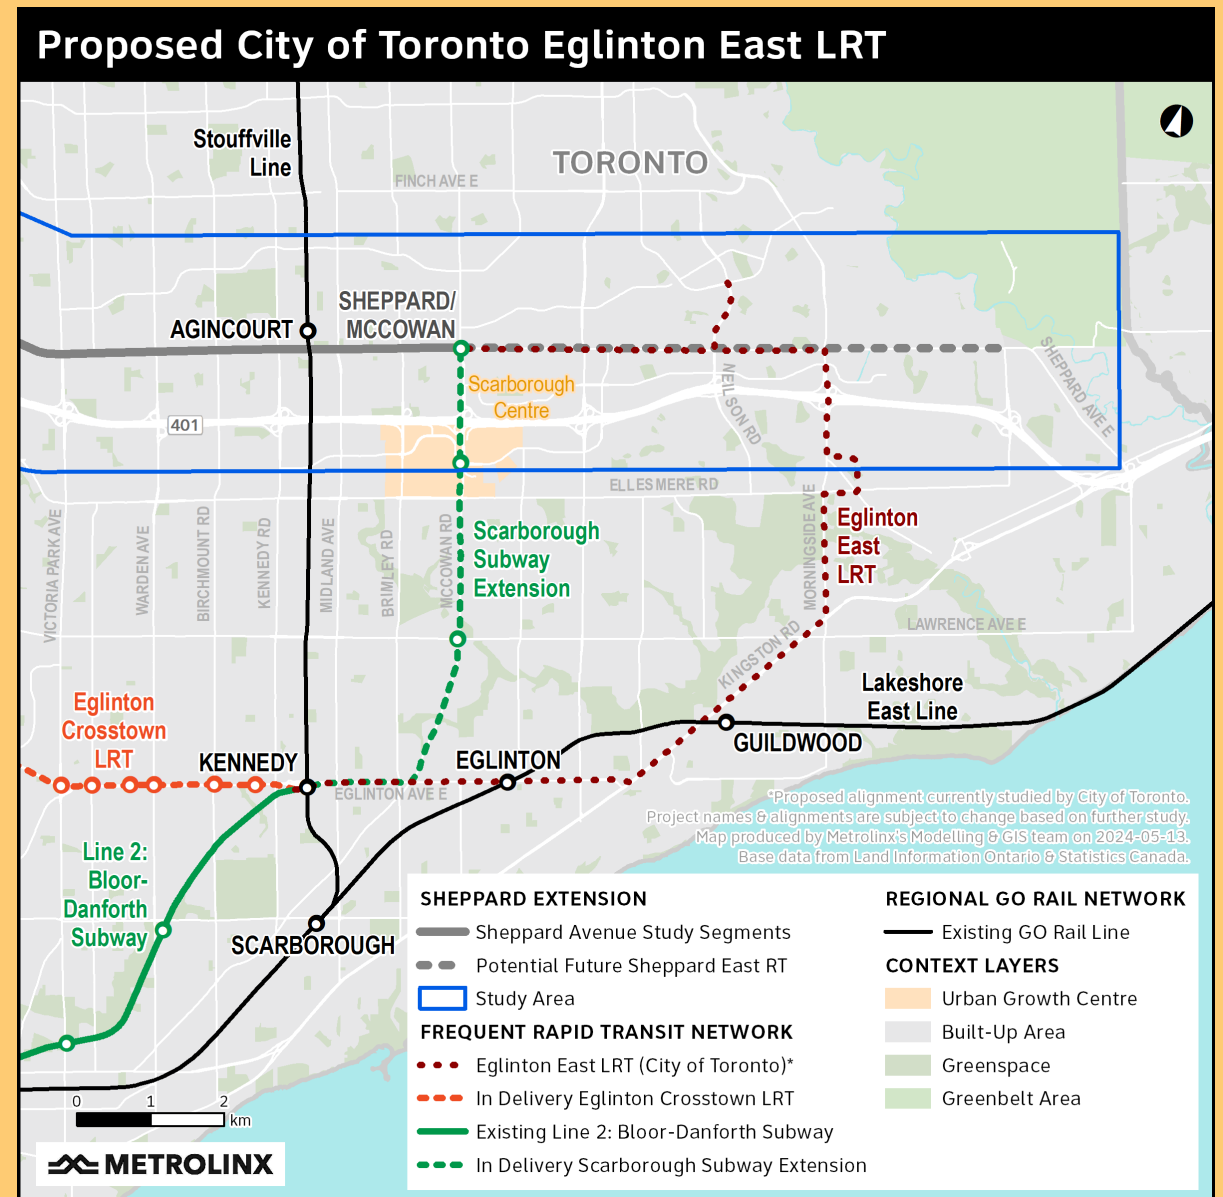 Proposed City of Toronto Eglinton East LRT
Stouffville
Line
TORONTO
FINCH AVE E
SHEPPARD/
MCCOWAN
AGINCOURT
Scarborough
Centre
NEILSON RD
SHEPPARD AVE E
401
ELLESMERE RD
VICTORIA PARK AVE
WARDEN AVE
BIRCHMOUNT RD
KENNEDY RD
MIDLAND AVE
BRIMLEY RD
MCCOWAN RD
MORNINGSIDE AVE
Scarborough
Subway
Extension
Eglinton
East
LRT
LAWRENCE AVE E
KINGSTON RD
Lakeshore
East Line
Eglinton
Crosstown
LRT
KENNEDY
EGLINTON
GUILDWOOD
EGLINTON AVE E
*Proposed alignment currently studied by City of Toronto.
Project names & alignments are subject to change based on further study.
Map produced by Metrolinx's Modelling & GIS team on 2024-05-13.
Base data from Land Information Ontario & Statistics Canada.
Line 2:
Bloor-
Danforth
Subway
SCARBOROUGH
SHEPPARD EXTENSION
Sheppard Avenue Study Segments
Potential Future Sheppard East RT
Study Area
FREQUENT RAPID TRANSIT NETWORK
Eglinton East LRT (City of Toronto)*
In Delivery Eglinton Crosstown LRT
Existing Line 2: Bloor-Danforth Subway
In Delivery Scarborough Subway Extension
REGIONAL GO RAIL NETWORK
Existing GO Rail Line
CONTEXT LAYERS
Urban Growth Centre
Built-Up Area
Greenspace
Greenbelt Area
0 1 2
km
METROLINX